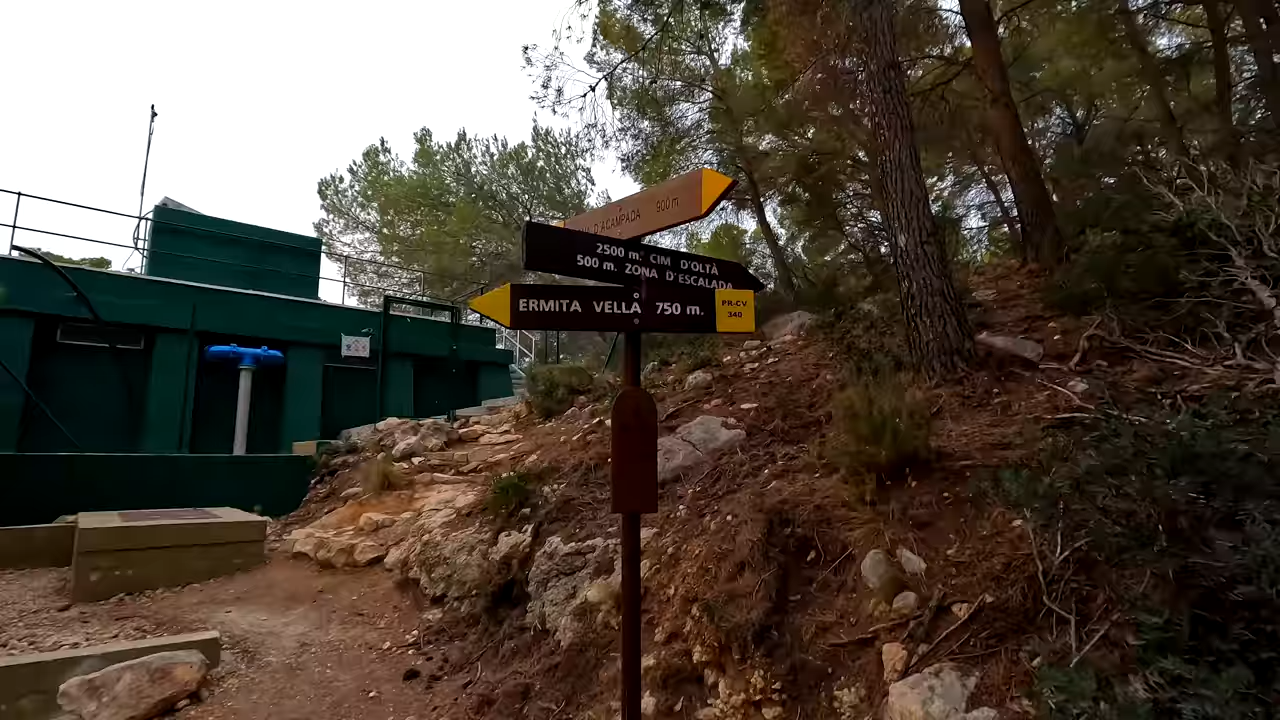 D'ACAMPADA 900 m
2500 m. CIM D'OLTÀ
500 m. ZONA D'ESCALADA
ERMITA VELLA 750 m.
PR-CV
340